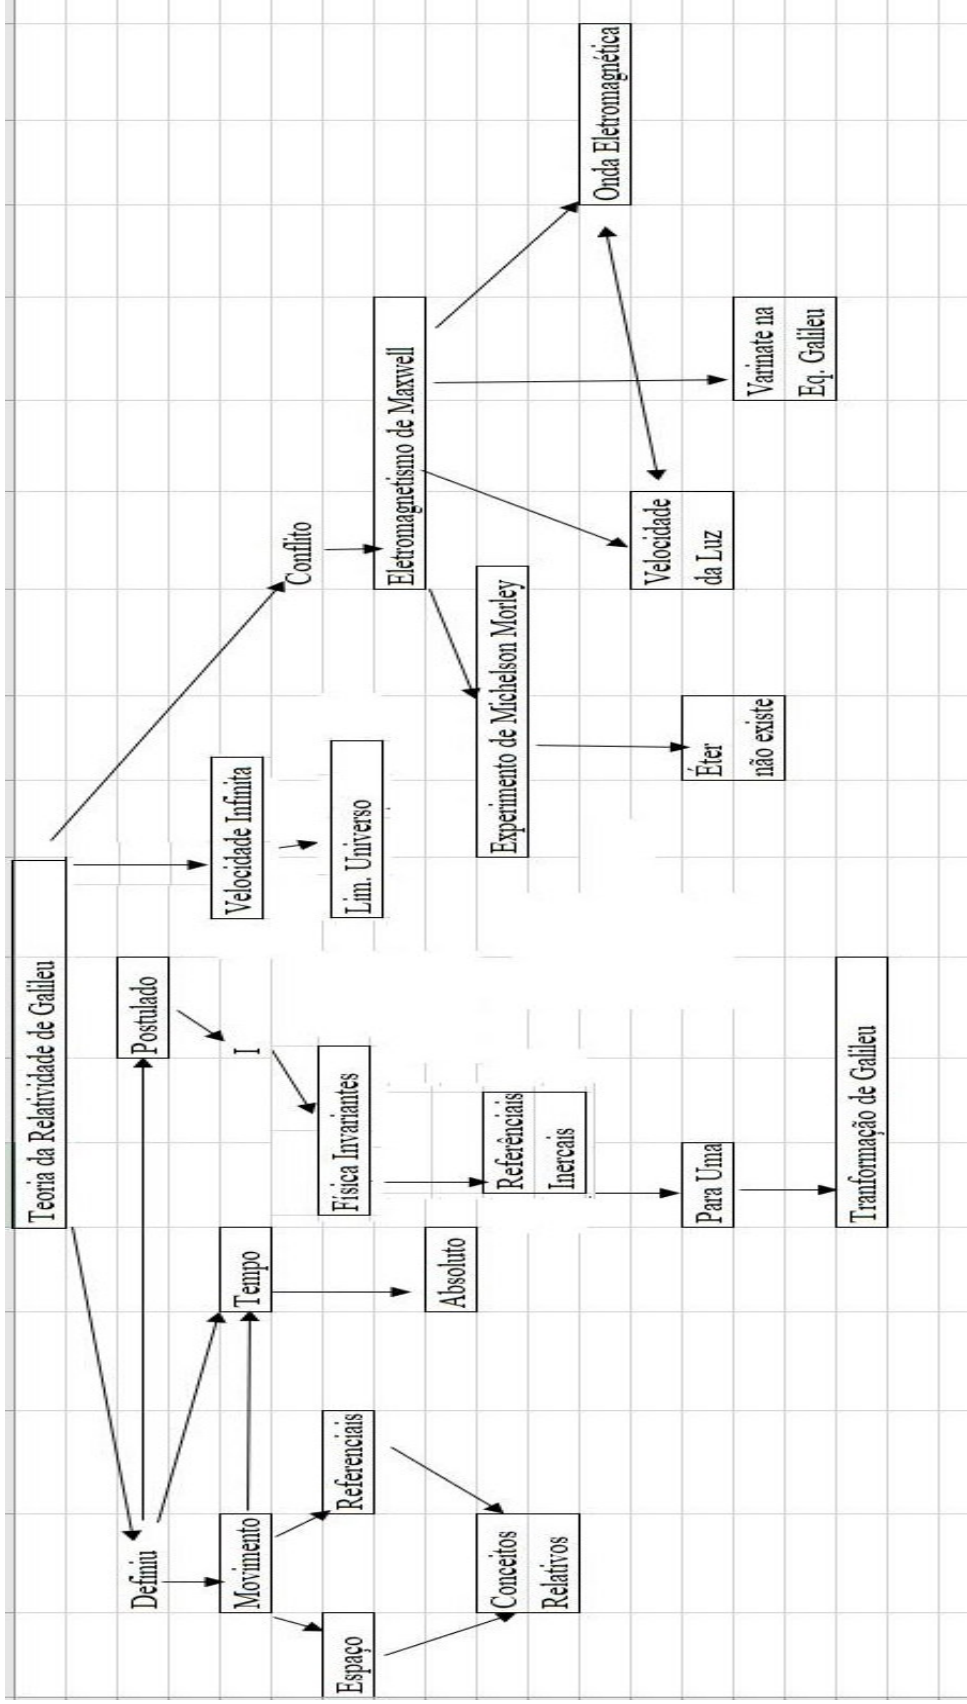 Teoria da Relatividade de Galileu
Definiu
Postulado
Movimento
Tempo
I
Velocidade Infinita
Conflito
Espaço
Referenciais
Física Invariantes
Lim. Universo
Eletromagnetismo de Maxwell
Absoluto
Conceitos
Relativos
Referênciais
Inercais
Experimento de Michelson Morley
Onda Eletromagnética
Velocidade
da Luz
Para Uma
Éter
não existe
Varinate na
Eq. Galileu
Tranformação de Galileu